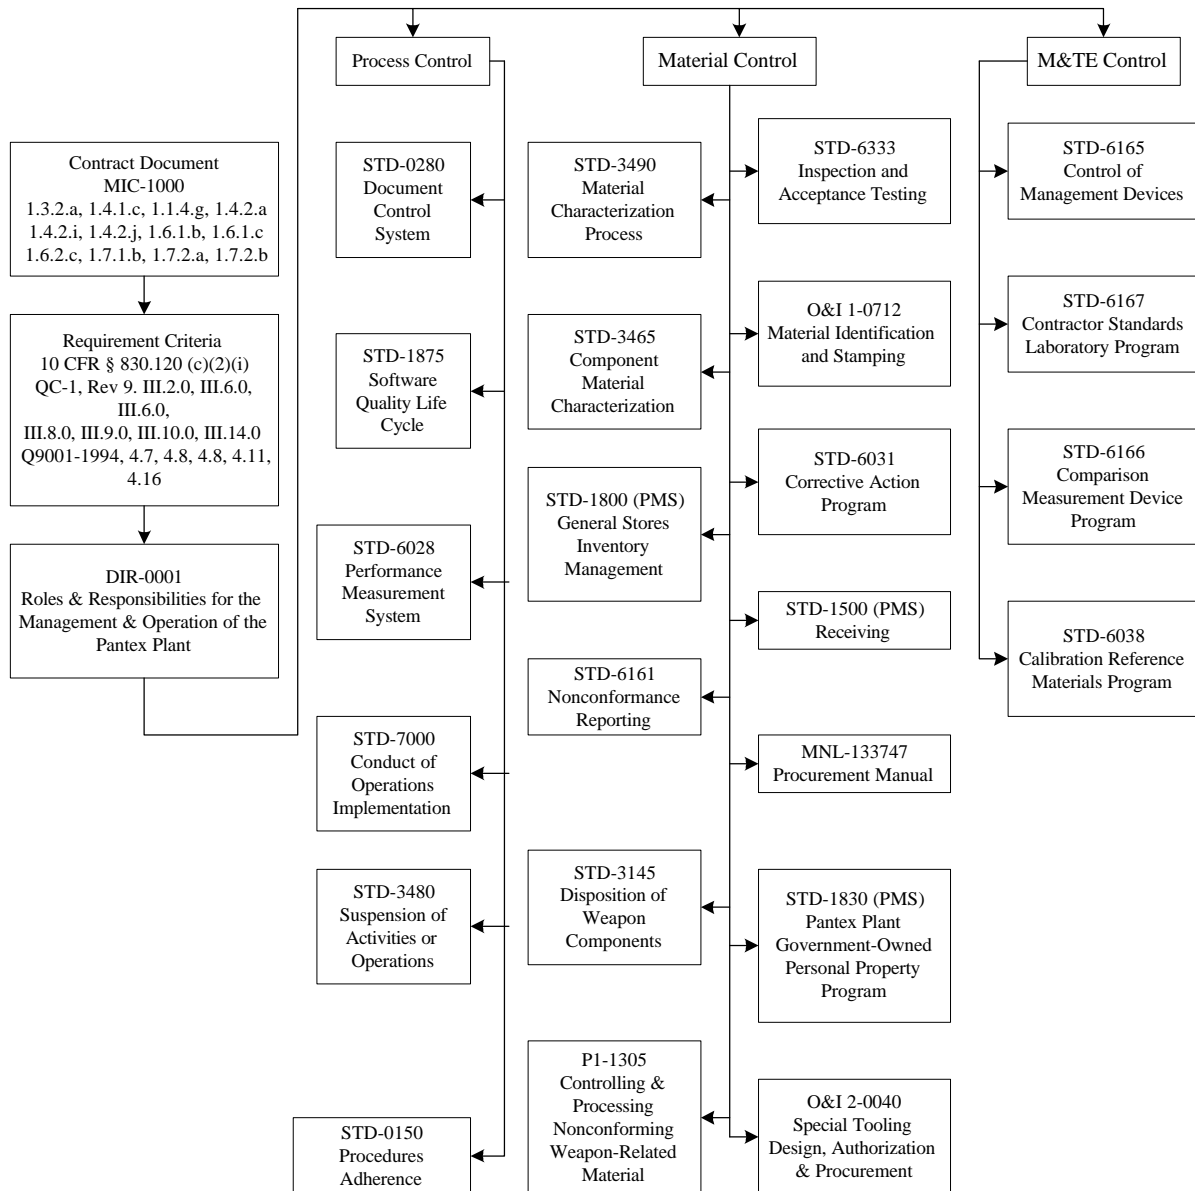 Process Control
Material Control
M&TE Control
Contract Document
MIC-1000
1.3.2.a, 1.4.1.c, 1.1.4.g, 1.4.2.a
1.4.2.i, 1.4.2.j, 1.6.1.b, 1.6.1.c
1.6.2.c, 1.7.1.b, 1.7.2.a, 1.7.2.b
Requirement Criteria
10 CFR § 830.120 (c)(2)(i)
QC-1, Rev 9. III.2.0, III.6.0,
III.6.0,
III.8.0, III.9.0, III.10.0, III.14.0
Q9001-1994, 4.7, 4.8, 4.8, 4.11,
4.16
DIR-0001
Roles & Responsibilities for the
Management & Operation of the
Pantex Plant
STD-0280
Document
Control
System
STD-1875
Software
Quality Life
Cycle
STD-6028
Performance
Measurement
System
STD-7000
Conduct of
Operations
Implementation
STD-3480
Suspension of
Activities or
Operations
STD-0150
Procedures
Adherence
STD-3490
Material
Characterization
Process
STD-3465
Component
Material
Characterization
STD-1800 (PMS)
General Stores
Inventory
Management
STD-6161
Nonconformance
Reporting
STD-3145
Disposition of
Weapon
Components
P1-1305
Controlling &
Processing
Nonconforming
Weapon-Related
Material
STD-6333
Inspection and
Acceptance Testing
O&I 1-0712
Material Identification
and Stamping
STD-6031
Corrective Action
Program
STD-1500 (PMS)
Receiving
MNL-133747
Procurement Manual
STD-1830 (PMS)
Pantex Plant
Government-Owned
Personal Property
Program
O&I 2-0040
Special Tooling
Design, Authorization
& Procurement
STD-6165
Control of
Management Devices
STD-6167
Contractor Standards
Laboratory Program
STD-6166
Comparison
Measurement Device
Program
STD-6038
Calibration Reference
Materials Program